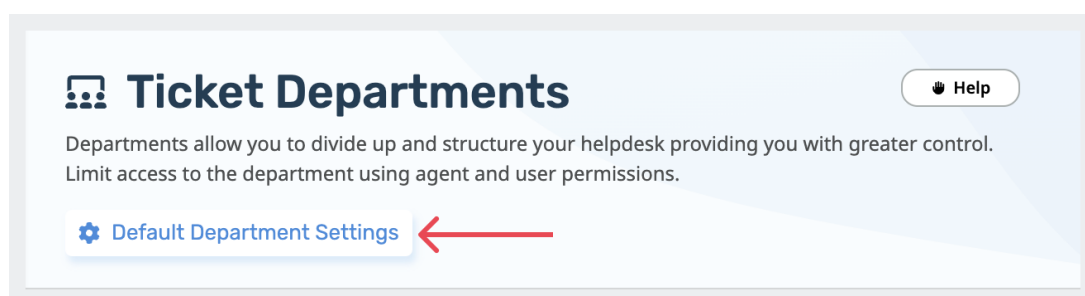 Ticket Departments
Help
Departments allow you to divide up and structure your helpdesk providing you with greater control.
Limit access to the department using agent and user permissions.
Default Department Settings